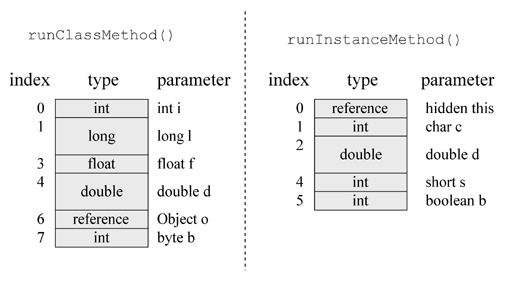 runClassMethod()
index type parameter
0 int int i
1 long long l
3 float float f
4 double double d
6 reference Object o
7 int byte b
runInstanceMethod()
index type parameter
0 reference hidden this
1 int char c
2 double double d
4 int short s
5 int boolean b